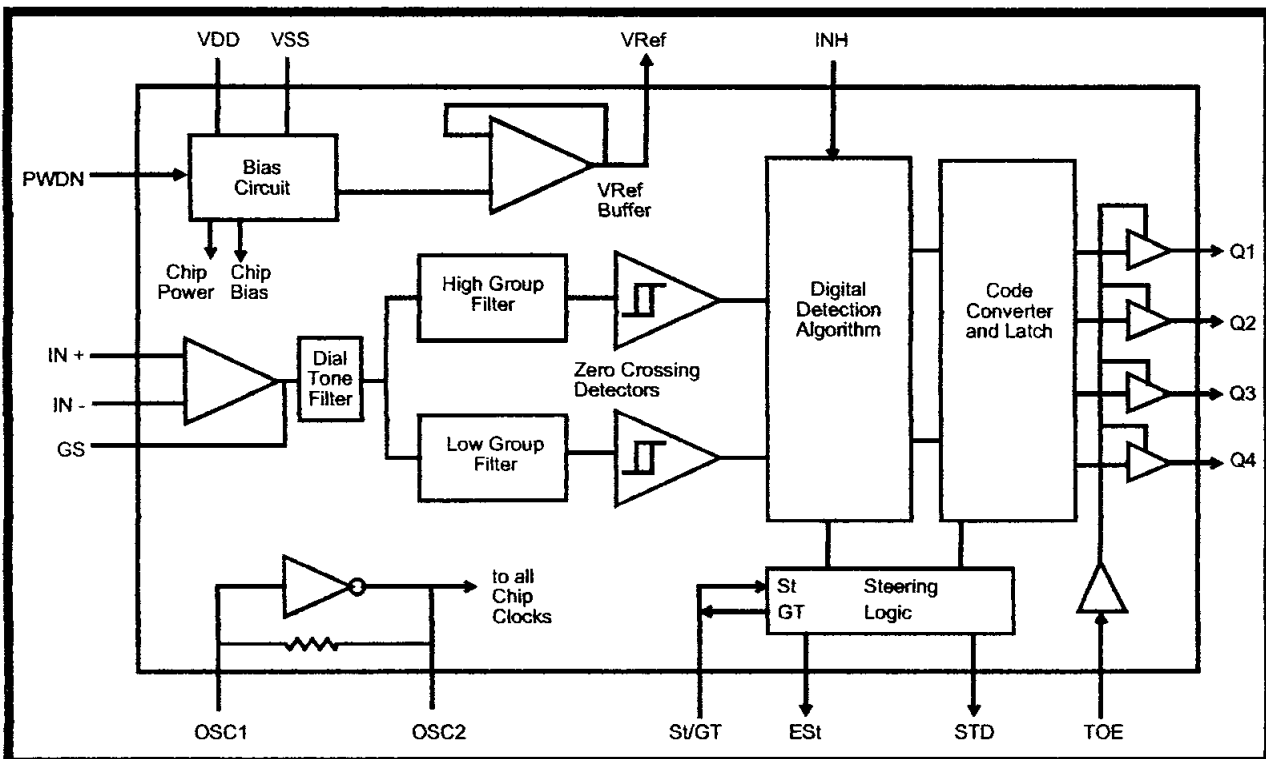 VDD
VSS
VRef
INH
PWDN
Bias
Circuit
VRef
Buffer
Chip
Power
Chip
Bias
High Group
Filter
Digital
Detection
Algorithm
Code
Converter
and Latch
Q1
Q2
Q3
Q4
IN +
IN -
GS
Dial
Tone
Filter
Zero Crossing
Detectors
Low Group
Filter
to all
Chip
Clocks
St
GT
Steering
Logic
OSC1
OSC2
St/GT
ESt
STD
TOE